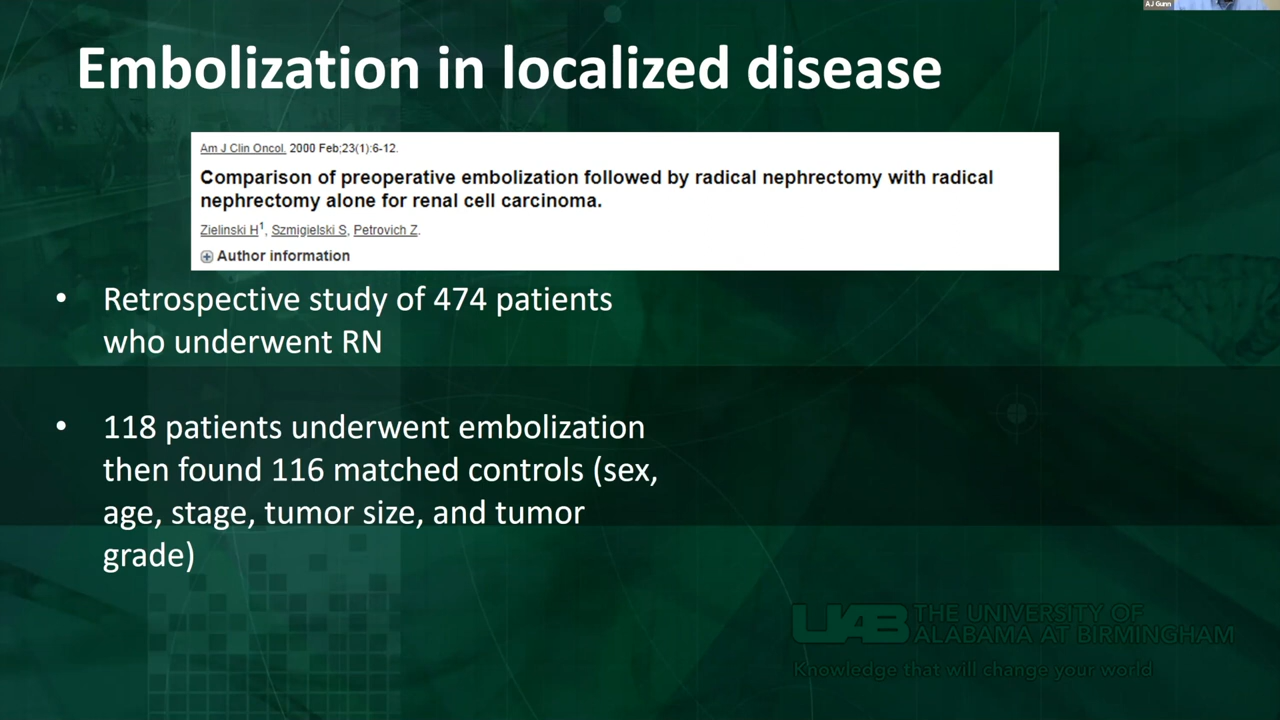 AJ Gunn
Embolization in localized disease
Am J Clin Oncol. 2000 Feb;23(1):6-12.
Comparison of preoperative embolization followed by radical nephrectomy with radical
nephrectomy alone for renal cell carcinoma.
Zielinski H1, Szmigielski S, Petrovich Z.
Author information
• Retrospective study of 474 patients
who underwent RN
• 118 patients underwent embolization
then found 116 matched controls (sex,
age, stage, tumor size, and tumor
grade)
UAB THE UNIVERSITY OF
ALABAMA AT BIRMINGHAM
Knowledge that will change your world